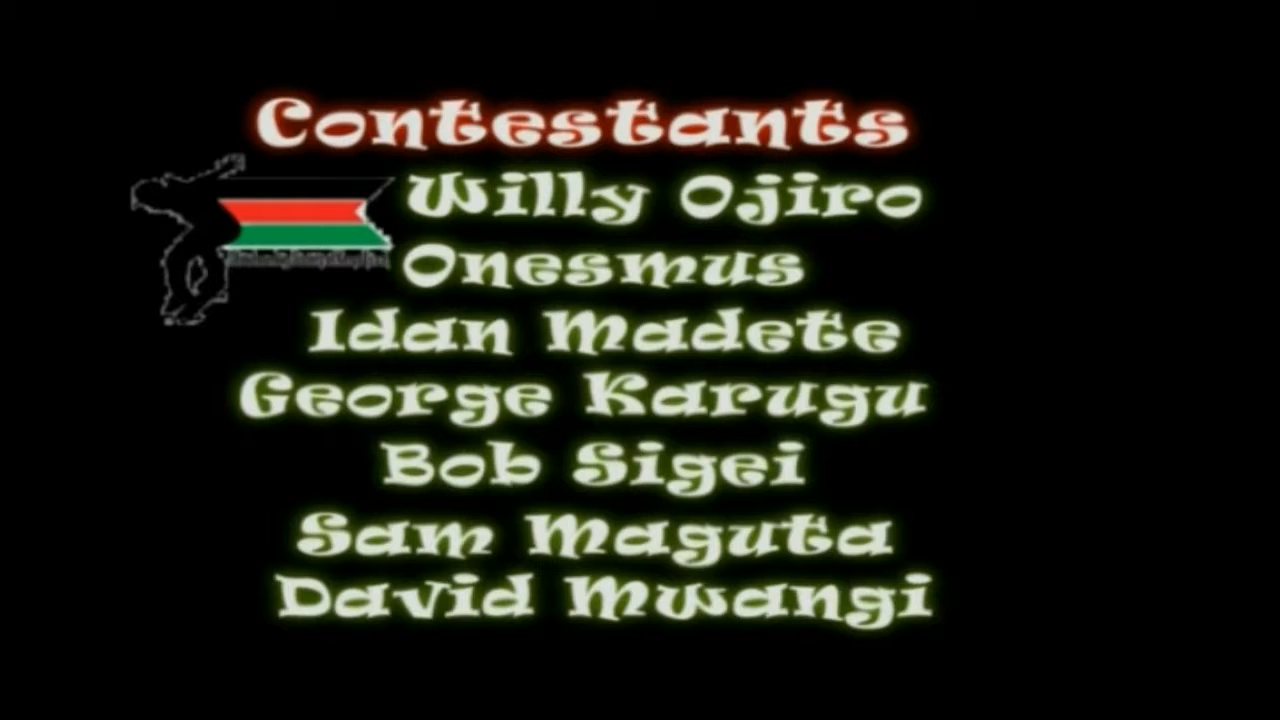 Contestants
Willy Ojiro
Onesmus
Idan Madete
George Karugu
Bob Sigei
Sam Maguta
David Mwangi